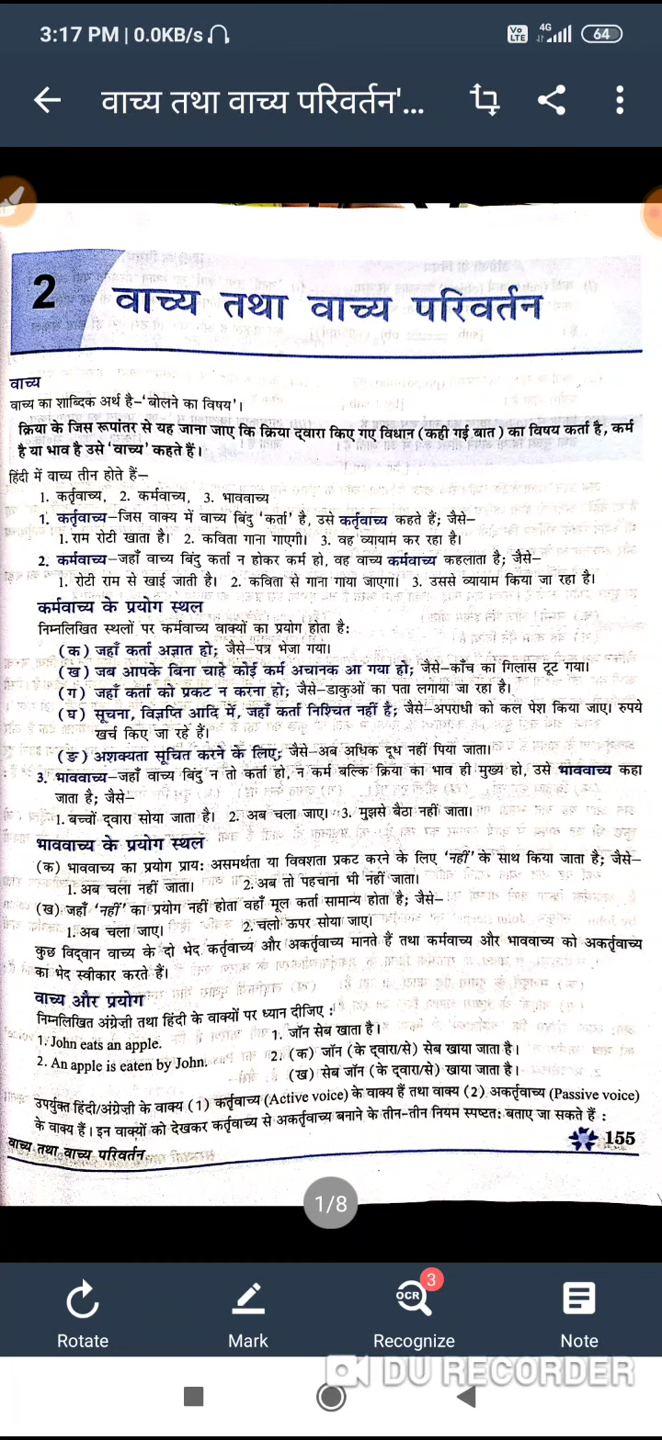 3:17 PM | 0.0KB/s
Vo LTE 4G 64
वाच्य तथा वाच्य परिवर्तन'...
2 वाच्य तथा वाच्य परिवर्तन
वाच्य
वाच्य का शाब्दिक अर्थ है–'बोलने का विषय'।
क्रिया के जिस रूपांतर से यह जाना जाए कि क्रिया द्वारा किए गए विधान (कही गई बात) का विषय कर्ता है, कर्म
है या भाव है उसे 'वाच्य' कहते हैं।
हिंदी में वाच्य तीन होते हैं–
1. कर्तृवाच्य, 2. कर्मवाच्य, 3. भाववाच्य
1. कर्तृवाच्य–जिस वाक्य में वाच्य बिंदु 'कर्ता' है, उसे कर्तृवाच्य कहते हैं; जैसे–
1. राम रोटी खाता है। 2. कविता गाना गाएगी। 3. वह व्यायाम कर रहा है।
2. कर्मवाच्य–जहाँ वाच्य बिंदु कर्ता न होकर कर्म हो, वह वाच्य कर्मवाच्य कहलाता है; जैसे–
1. रोटी राम से खाई जाती है। 2. कविता से गाना गाया जाएगा। 3. उससे व्यायाम किया जा रहा है।
कर्मवाच्य के प्रयोग स्थल
निम्नलिखित स्थलों पर कर्मवाच्य वाक्यों का प्रयोग होता है:
(क) जहाँ कर्ता अज्ञात हो; जैसे–पत्र भेजा गया।
(ख) जब आपके बिना चाहे कोई कर्म अचानक आ गया हो; जैसे–काँच का गिलास टूट गया।
(ग) जहाँ कर्ता को प्रकट न करना हो; जैसे–डाकुओं का पता लगाया जा रहा है।
(घ) सूचना, विज्ञप्ति आदि में, जहाँ कर्ता निश्चित नहीं है; जैसे–अपराधी को कल पेश किया जाए। रुपये
खर्च किए जा रहे हैं।
(ङ) अशक्यता सूचित करने के लिए; जैसे–अब अधिक दूध नहीं पिया जाता।
3. भाववाच्य–जहाँ वाच्य बिंदु न तो कर्ता हो, न कर्म बल्कि क्रिया का भाव ही मुख्य हो, उसे भाववाच्य कहा
जाता है; जैसे–
1. बच्चों द्वारा सोया जाता है। 2. अब चला जाए। 3. मुझसे बैठा नहीं जाता।
भाववाच्य के प्रयोग स्थल
(क) भाववाच्य का प्रयोग प्राय: असमर्थता या विवशता प्रकट करने के लिए 'नहीं' के साथ किया जाता है; जैसे–
1. अब चला नहीं जाता। 2. अब तो पहचाना भी नहीं जाता।
(ख) जहाँ 'नहीं' का प्रयोग नहीं होता वहाँ मूल कर्ता सामान्य होता है; जैसे–
1. अब चला जाए। 2. चलो ऊपर सोया जाए।
कुछ विद्वान वाच्य के दो भेद कर्तृवाच्य और अकर्तृवाच्य मानते हैं तथा कर्मवाच्य और भाववाच्य को अकर्तृवाच्य
का भेद स्वीकार करते हैं।
वाच्य और प्रयोग
निम्नलिखित अंग्रेज़ी तथा हिंदी के वाक्यों पर ध्यान दीजिए :
1. John eats an apple. 1. जॉन सेब खाता है।
2. An apple is eaten by John. 2. (क) जॉन (के द्वारा/से) सेब खाया जाता है।
(ख) सेब जॉन (के द्वारा/से) खाया जाता है।
उपर्युक्त हिंदी/अंग्रेज़ी के वाक्य (1) कर्तृवाच्य (Active voice) के वाक्य हैं तथा वाक्य (2) अकर्तृवाच्य (Passive voice)
के वाक्य हैं। इन वाक्यों को देखकर कर्तृवाच्य से अकर्तृवाच्य बनाने के तीन-तीन नियम स्पष्टत: बताए जा सकते हैं :
वाच्य तथा वाच्य परिवर्तन 155
1/8
OCR 3
Rotate Mark Recognize Note
DU RECORDER